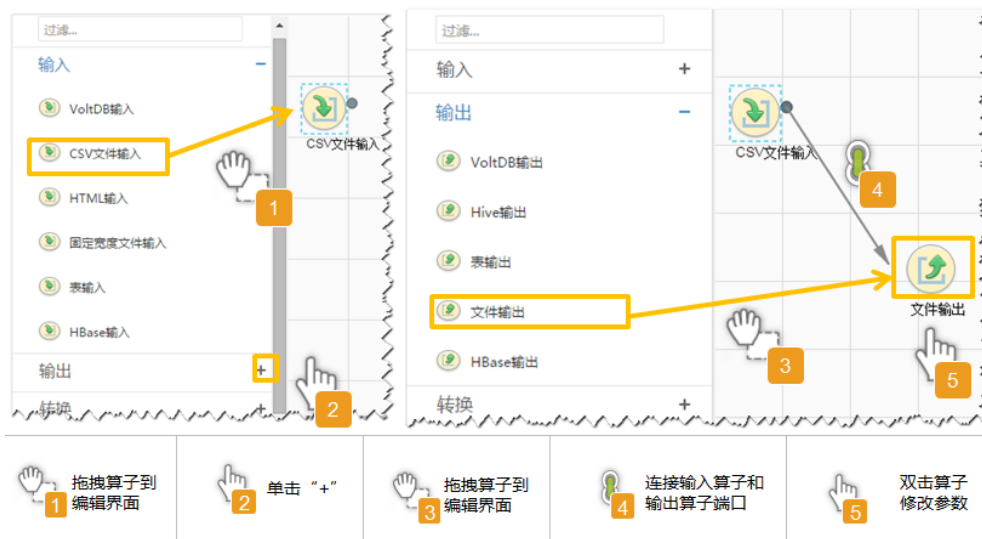 过滤...
输入
VoltDB输入
CSV文件输入
HTML输入
固定宽度文件输入
表输入
HBase输入
输出
+
转换
+
CSV文件输入
1
2
过滤...
输入
+
输出
VoltDB输出
Hive输出
表输出
文件输出
HBase输出
转换
+
CSV文件输入
4
文件输出
3
5
1
拖拽算子到
编辑界面
2
单击“+”
3
拖拽算子到
编辑界面
4
连接输入算子和
输出算子端口
5
双击算子
修改参数